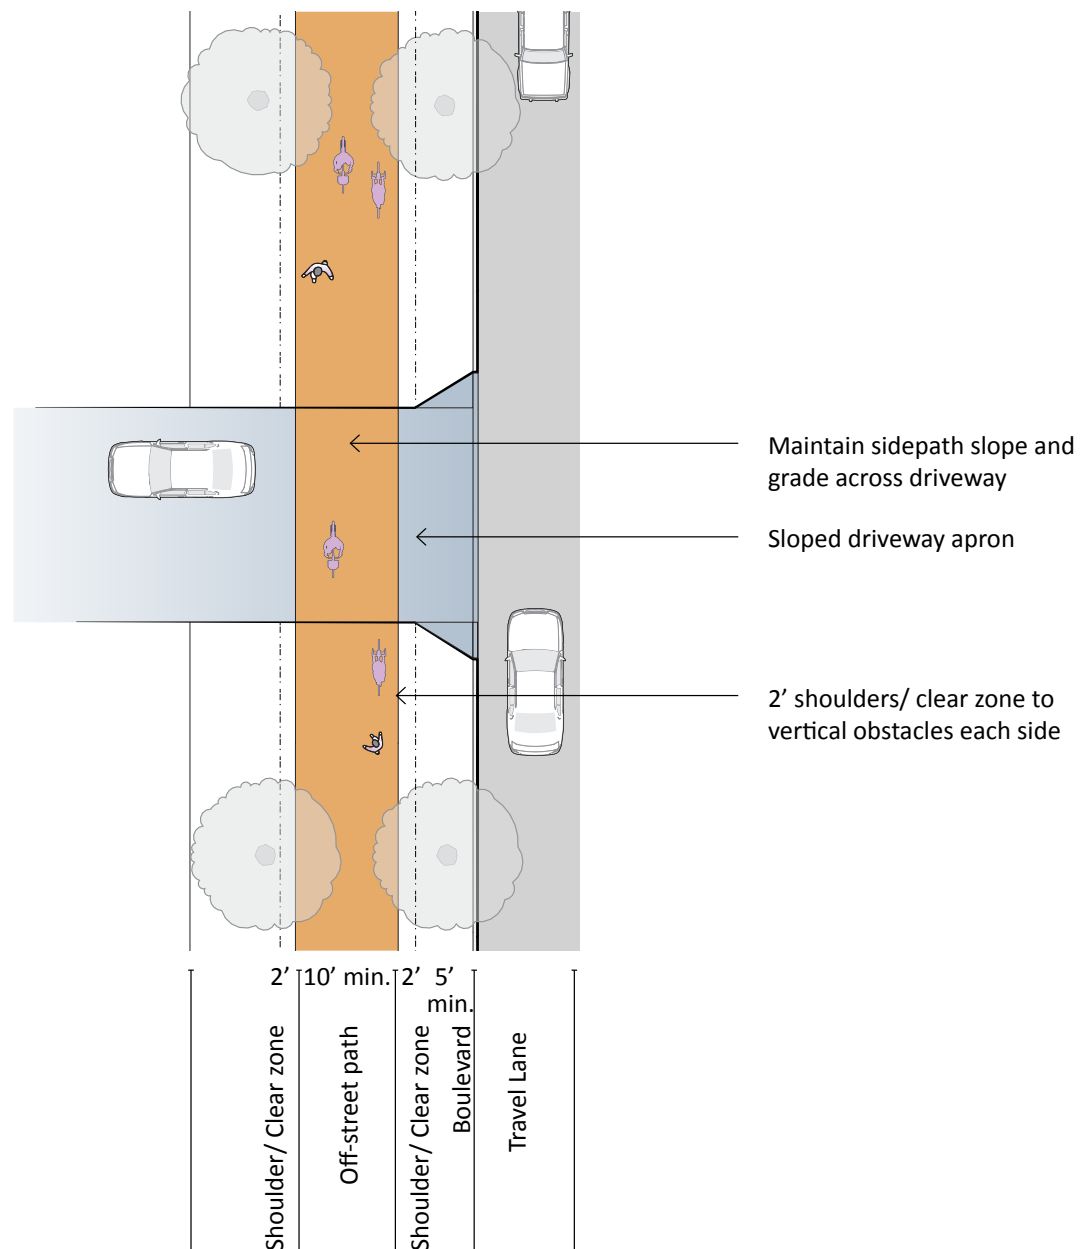 Maintain sidepath slope and
grade across driveway
Sloped driveway apron
2’ shoulders/ clear zone to
vertical obstacles each side
2’ 10’ min. 2’ 5’
min.
Shoulder/ Clear zone
Off-street path
Shoulder/ Clear zone
Boulevard
Travel Lane